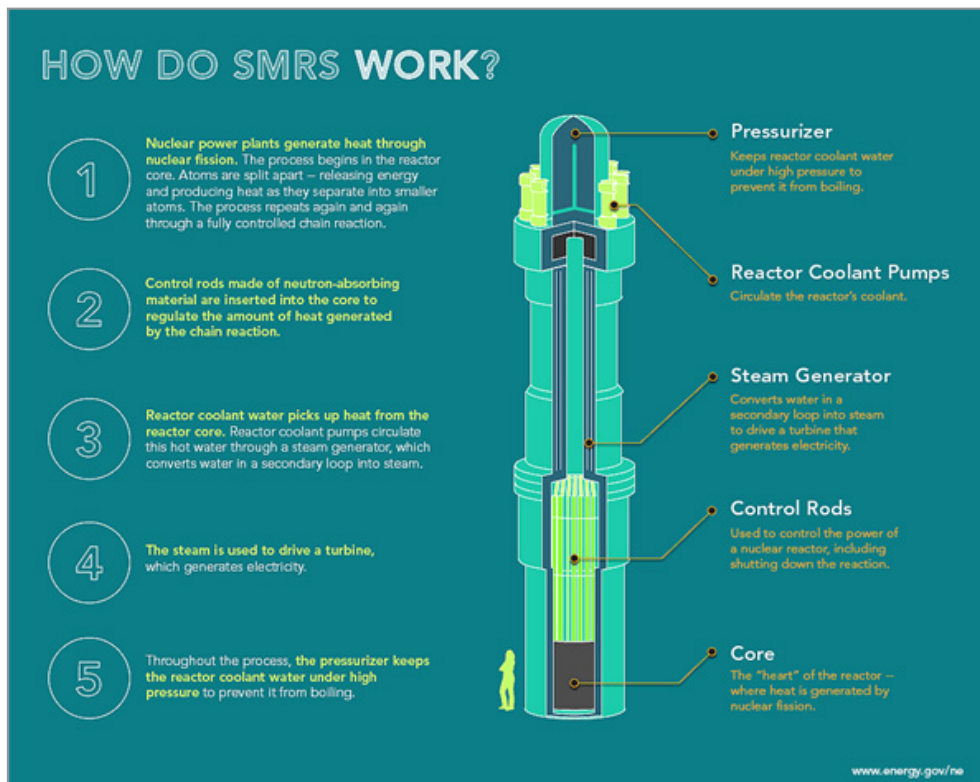 HOW DO SMRS WORK?
1
Nuclear power plants generate heat through
nuclear fission. The process begins in the reactor
core. Atoms are split apart – releasing energy
and producing heat as they separate into smaller
atoms. The process repeats again and again
through a fully controlled chain reaction.
2
Control rods made of neutron-absorbing
material are inserted into the core to
regulate the amount of heat generated
by the chain reaction.
3
Reactor coolant water picks up heat from the
reactor core. Reactor coolant pumps circulate
this hot water through a steam generator, which
converts water in a secondary loop into steam.
4
The steam is used to drive a turbine,
which generates electricity.
5
Throughout the process, the pressurizer keeps
the reactor coolant water under high
pressure to prevent it from boiling.
Pressurizer
Keeps reactor coolant water
under high pressure to
prevent it from boiling.
Reactor Coolant Pumps
Circulate the reactor's coolant.
Steam Generator
Converts water in a
secondary loop into steam
to drive a turbine that
generates electricity.
Control Rods
Used to control the power of
a nuclear reactor, including
shutting down the reaction.
Core
The "heart" of the reactor –
where heat is generated by
nuclear fission.
www.energy.gov/ne